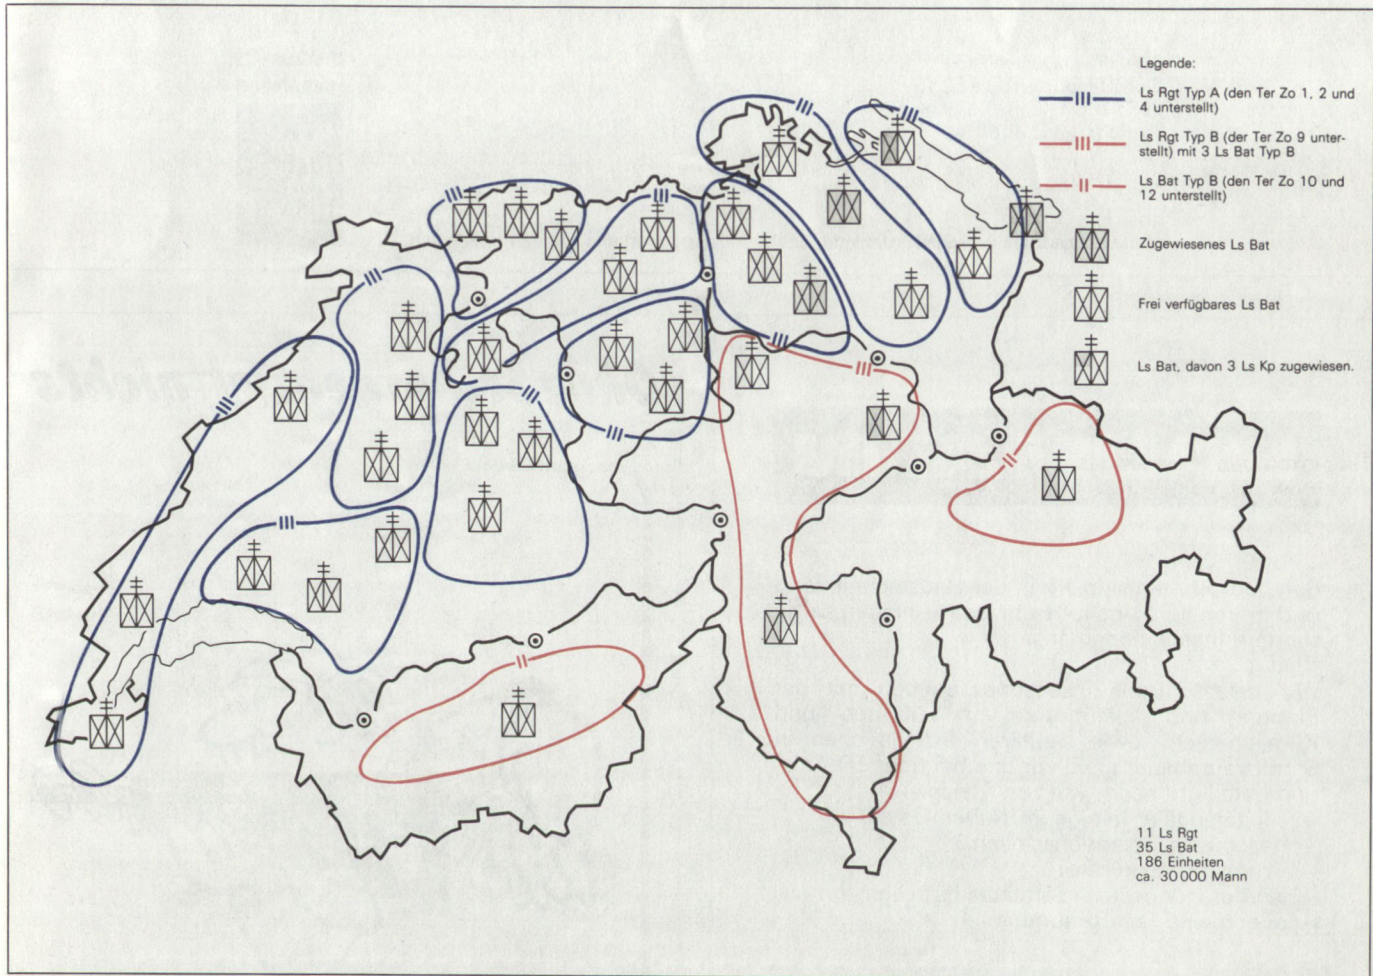 Legende:
Ls Rgt Typ A (den Ter Zo 1, 2 und
4 unterstellt)
Ls Rgt Typ B (der Ter Zo 9 unter-
stellt) mit 3 Ls Bat Typ B
Ls Bat Typ B (den Ter Zo 10 und
12 unterstellt)
Zugewiesenes Ls Bat
Frei verfügbares Ls Bat
Ls Bat, davon 3 Ls Kp zugewiesen.
11 Ls Rgt
35 Ls Bat
186 Einheiten
ca. 30 000 Mann